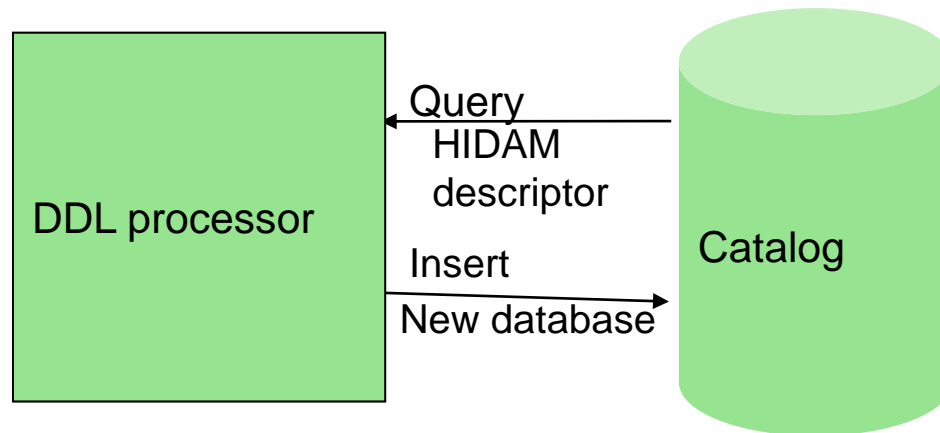 DDL processor
Query
HIDAM
descriptor
Insert
New database
Catalog